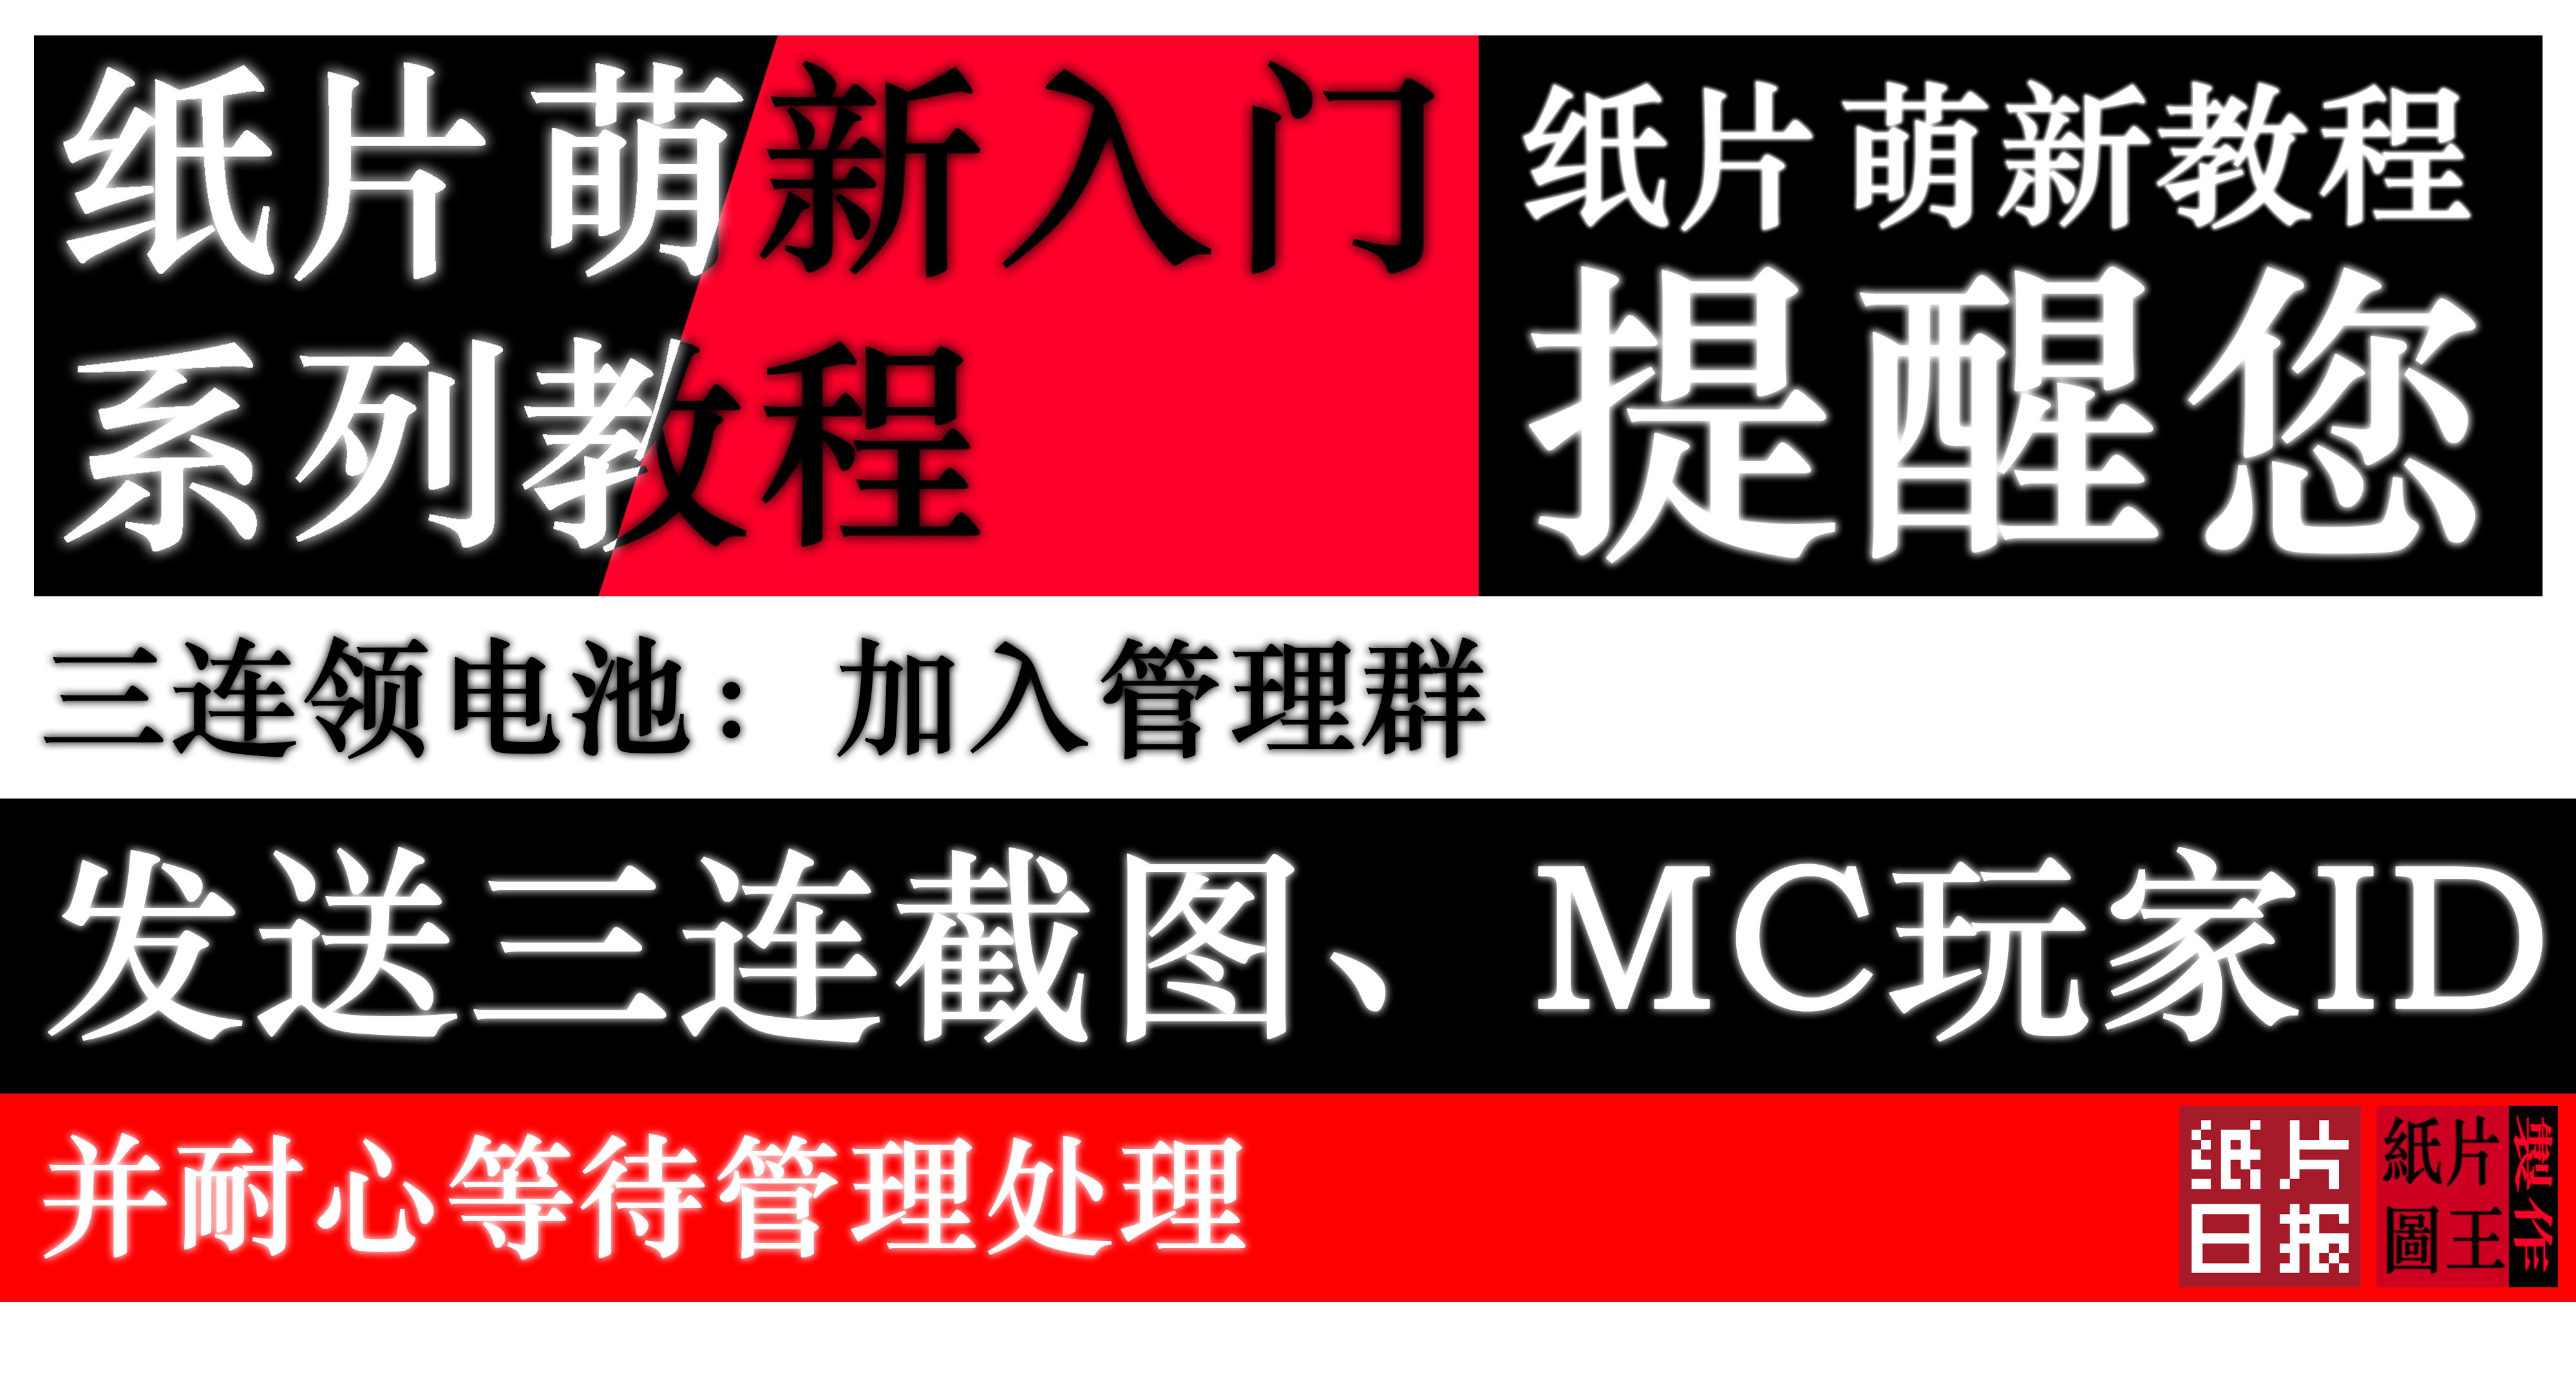 纸片萌新入门
系列教程
纸片萌新教程
提醒您
三连领电池：加入管理群
发送三连截图、MC玩家ID
并耐心等待管理处理
纸片
日报
紙片
圖王
製作